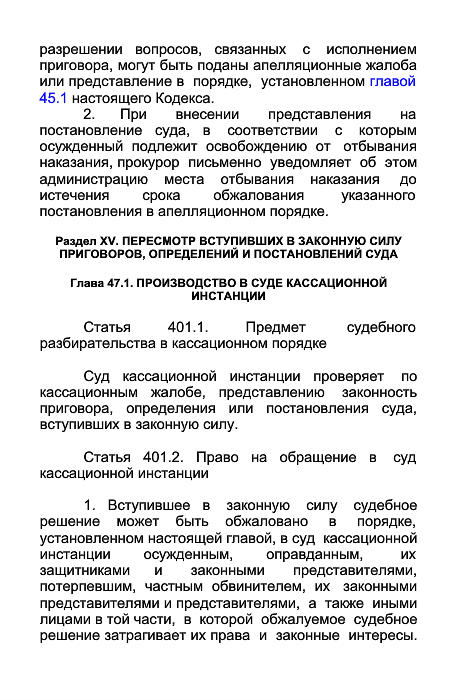 разрешении вопросов, связанных с исполнением
приговора, могут быть поданы апелляционные жалоба
или представление в порядке, установленном главой
45.1 настоящего Кодекса.
2. При внесении представления на
постановление суда, в соответствии с которым
осужденный подлежит освобождению от отбывания
наказания, прокурор письменно уведомляет об этом
администрацию места отбывания наказания до
истечения срока обжалования указанного
постановления в апелляционном порядке.
Раздел XV. ПЕРЕСМОТР ВСТУПИВШИХ В ЗАКОННУЮ СИЛУ
ПРИГОВОРОВ, ОПРЕДЕЛЕНИЙ И ПОСТАНОВЛЕНИЙ СУДА
Глава 47.1. ПРОИЗВОДСТВО В СУДЕ КАССАЦИОННОЙ
ИНСТАНЦИИ
Статья 401.1. Предмет судебного
разбирательства в кассационном порядке
Суд кассационной инстанции проверяет по
кассационным жалобе, представлению законность
приговора, определения или постановления суда,
вступивших в законную силу.
Статья 401.2. Право на обращение в суд
кассационной инстанции
1. Вступившее в законную силу судебное
решение может быть обжаловано в порядке,
установленном настоящей главой, в суд кассационной
инстанции осужденным, оправданным, их
защитниками и законными представителями,
потерпевшим, частным обвинителем, их законными
представителями и представителями, а также иными
лицами в той части, в которой обжалуемое судебное
решение затрагивает их права и законные интересы.